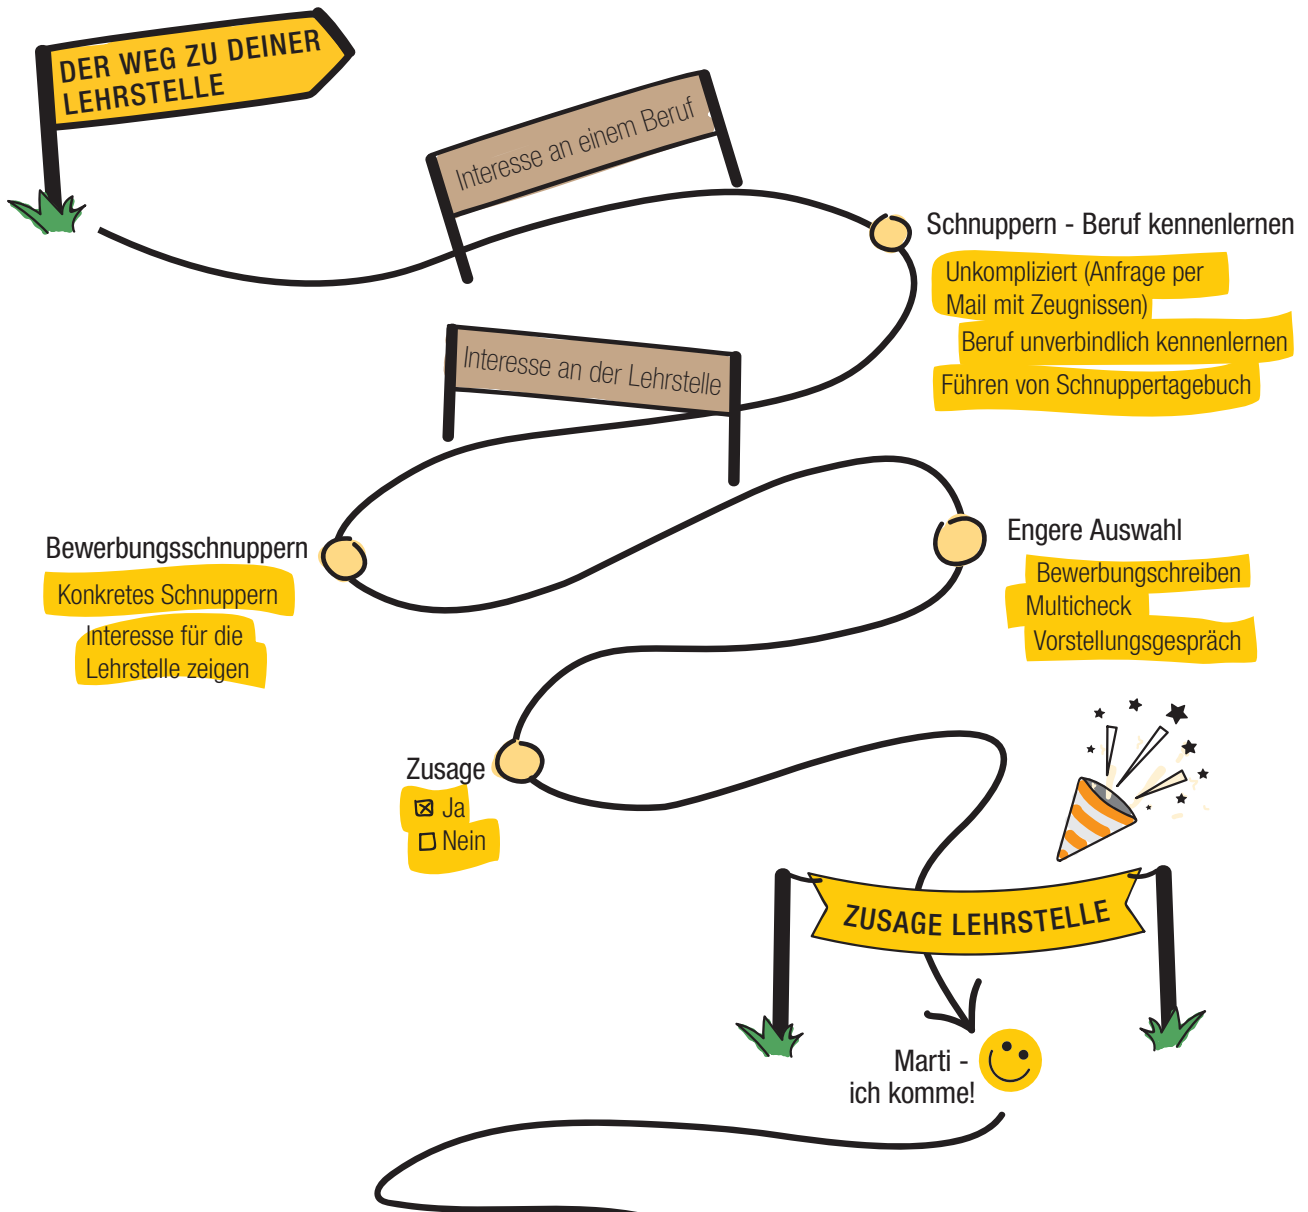 DER WEG ZU DEINER
LEHRSTELLE
Interesse an einem Beruf
Schnuppern - Beruf kennenlernen
Unkompliziert (Anfrage per
Mail mit Zeugnissen)
Beruf unverbindlich kennenlernen
Führen von Schnuppertagebuch
Interesse an der Lehrstelle
Bewerbungsschnuppern
Konkretes Schnuppern
Interesse für die
Lehrstelle zeigen
Engere Auswahl
Bewerbungschreiben
Multicheck
Vorstellungsgespräch
Zusage
Ja
Nein
ZUSAGE LEHRSTELLE
Marti -
ich komme!